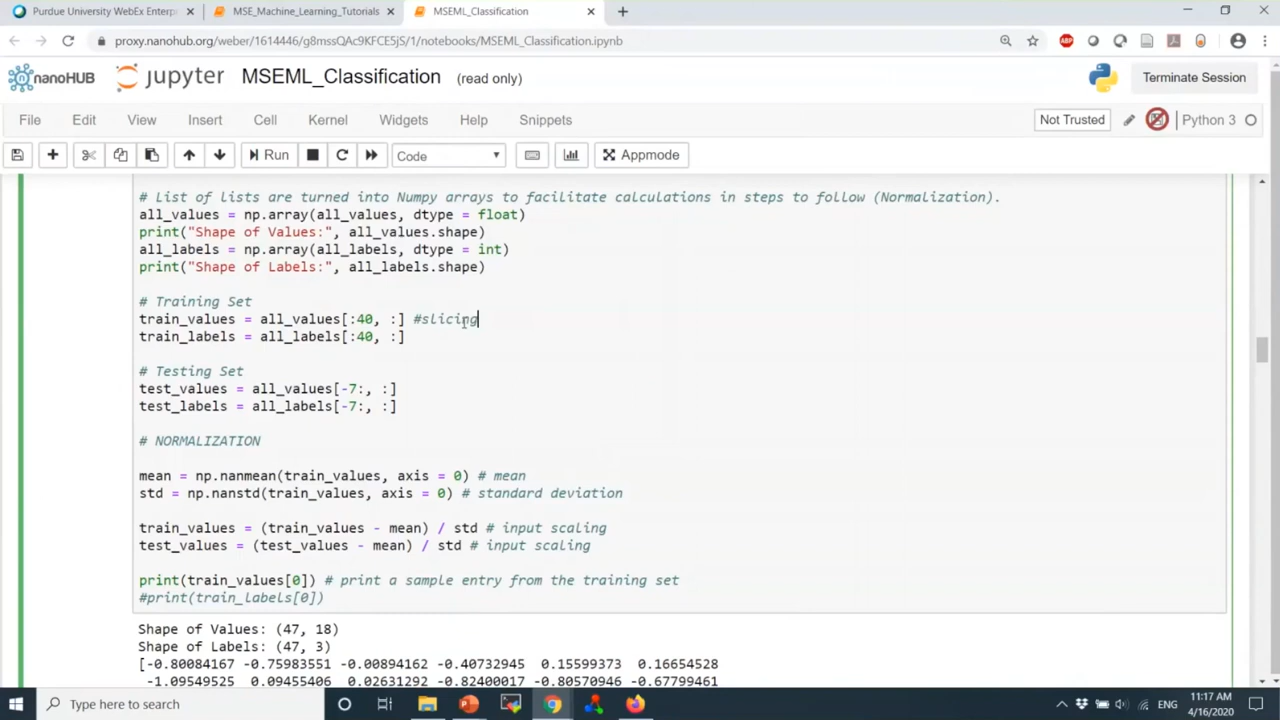 Purdue University WebEx Enterp
MSE_Machine_Learning_Tutorials
MSEML_Classification
proxy.nanohub.org/weber/1614446/g8mssQAc9KFCE5jS/1/notebooks/MSEML_Classification.ipynb
ABP
nanoHUB
jupyter
MSEML_Classification (read only)
Terminate Session
File Edit View Insert Cell Kernel Widgets Help Snippets
Not Trusted
Python 3
Run
Code
Appmode
# List of lists are turned into Numpy arrays to facilitate calculations in steps to follow (Normalization).
all_values = np.array(all_values, dtype = float)
print("Shape of Values:", all_values.shape)
all_labels = np.array(all_labels, dtype = int)
print("Shape of Labels:", all_labels.shape)
# Training Set
train_values = all_values[:40, :] #slicing
train_labels = all_labels[:40, :]
# Testing Set
test_values = all_values[-7:, :]
test_labels = all_labels[-7:, :]
# NORMALIZATION
mean = np.nanmean(train_values, axis = 0) # mean
std = np.nanstd(train_values, axis = 0) # standard deviation
train_values = (train_values - mean) / std # input scaling
test_values = (test_values - mean) / std # input scaling
print(train_values[0]) # print a sample entry from the training set
#print(train_labels[0])
Shape of Values: (47, 18)
Shape of Labels: (47, 3)
[-0.80084167 -0.75983551 -0.00894162 -0.40732945 0.15599373 0.16654528
-1.09549525 0.09455406 0.02631292 -0.82400017 -0.80570946 -0.67799461
Type here to search
ENG
11:17 AM
4/16/2020